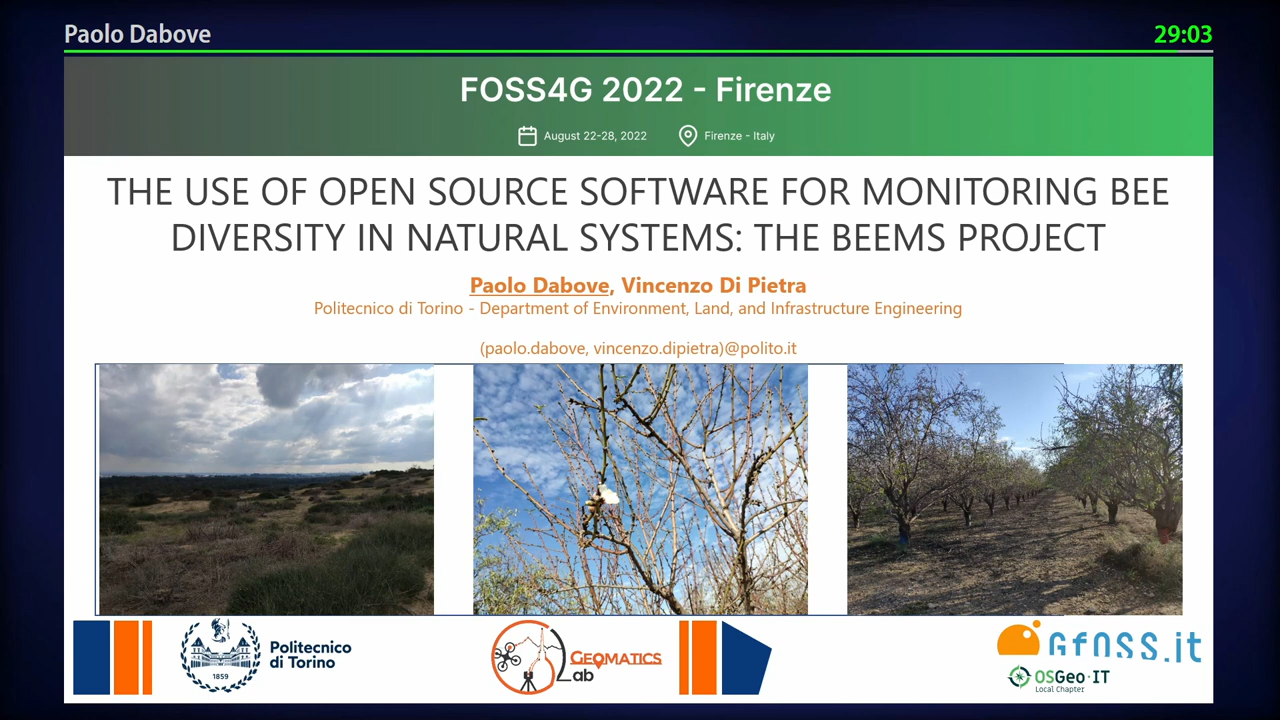 Paolo Dabove
29:03
FOSS4G 2022 - Firenze
August 22-28, 2022
Firenze - Italy
THE USE OF OPEN SOURCE SOFTWARE FOR MONITORING BEE
DIVERSITY IN NATURAL SYSTEMS: THE BEEMS PROJECT
Paolo Dabove, Vincenzo Di Pietra
Politecnico di Torino - Department of Environment, Land, and Infrastructure Engineering
(paolo.dabove, vincenzo.dipietra)@polito.it
1859
Politecnico
di Torino
GEOMATICS
Lab
GFOSS.it
OSGeo·IT
Local Chapter